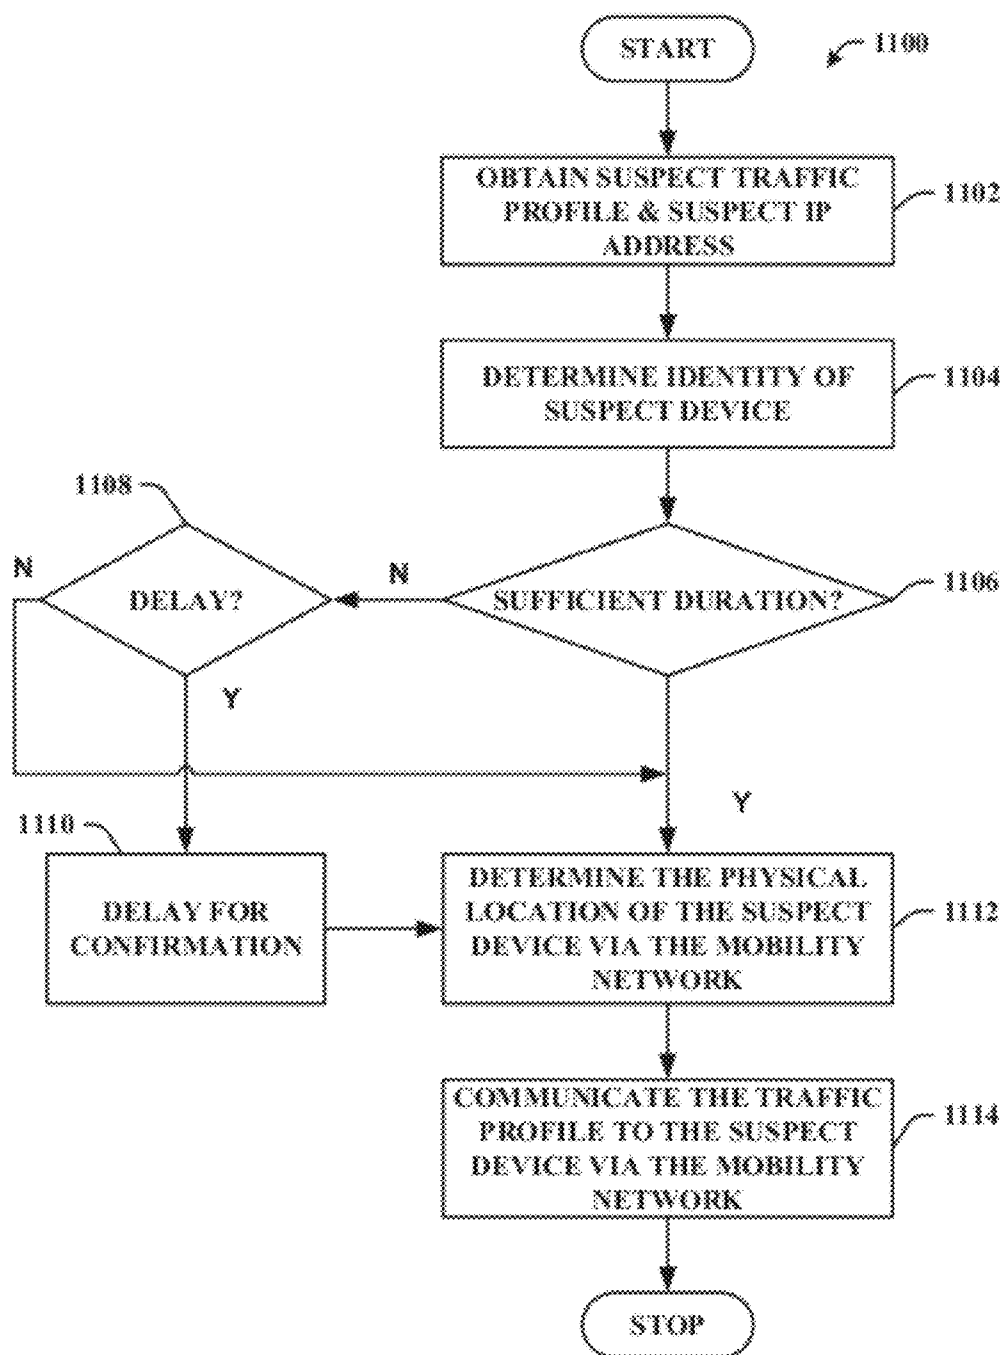 START
1100
OBTAIN SUSPECT TRAFFIC
PROFILE & SUSPECT IP
ADDRESS
1102
DETERMINE IDENTITY OF
SUSPECT DEVICE
1104
1108
N
DELAY?
N
SUFFICIENT DURATION?
1106
Y
Y
1110
DELAY FOR
CONFIRMATION
DETERMINE THE PHYSICAL
LOCATION OF THE SUSPECT
DEVICE VIA THE MOBILITY
NETWORK
1112
COMMUNICATE THE TRAFFIC
PROFILE TO THE SUSPECT
DEVICE VIA THE MOBILITY
NETWORK
1114
STOP